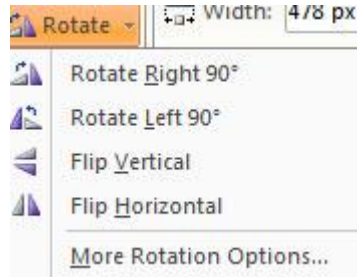 Rotate Width: 478 px
Rotate Right 90°
Rotate Left 90°
Flip Vertical
Flip Horizontal
More Rotation Options...